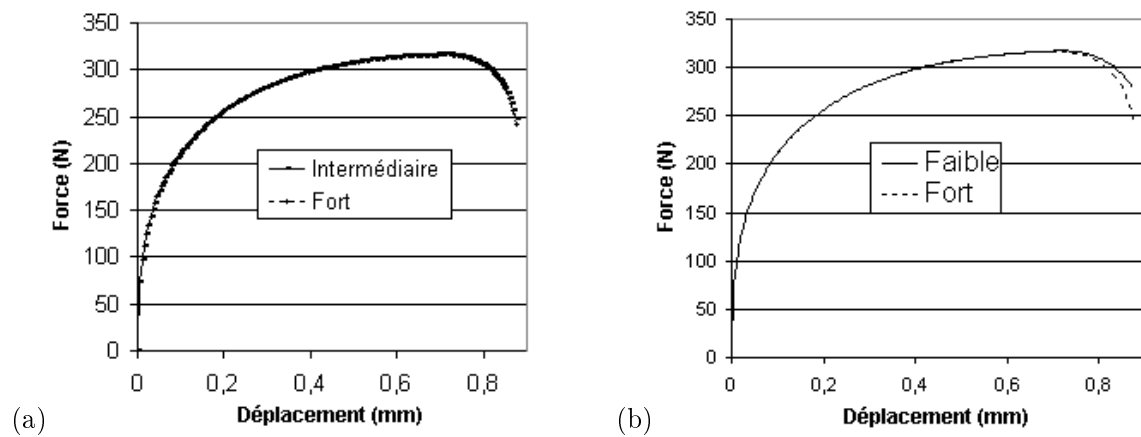 350
300
250
200
150
100
50
0
0
0,2
0,4
0,6
0,8
Force (N)
Déplacement (mm)
Intermédiaire
Fort
(a)
350
300
250
200
150
100
50
0
0
0,2
0,4
0,6
0,8
Force (N)
Déplacement (mm)
Faible
Fort
(b)